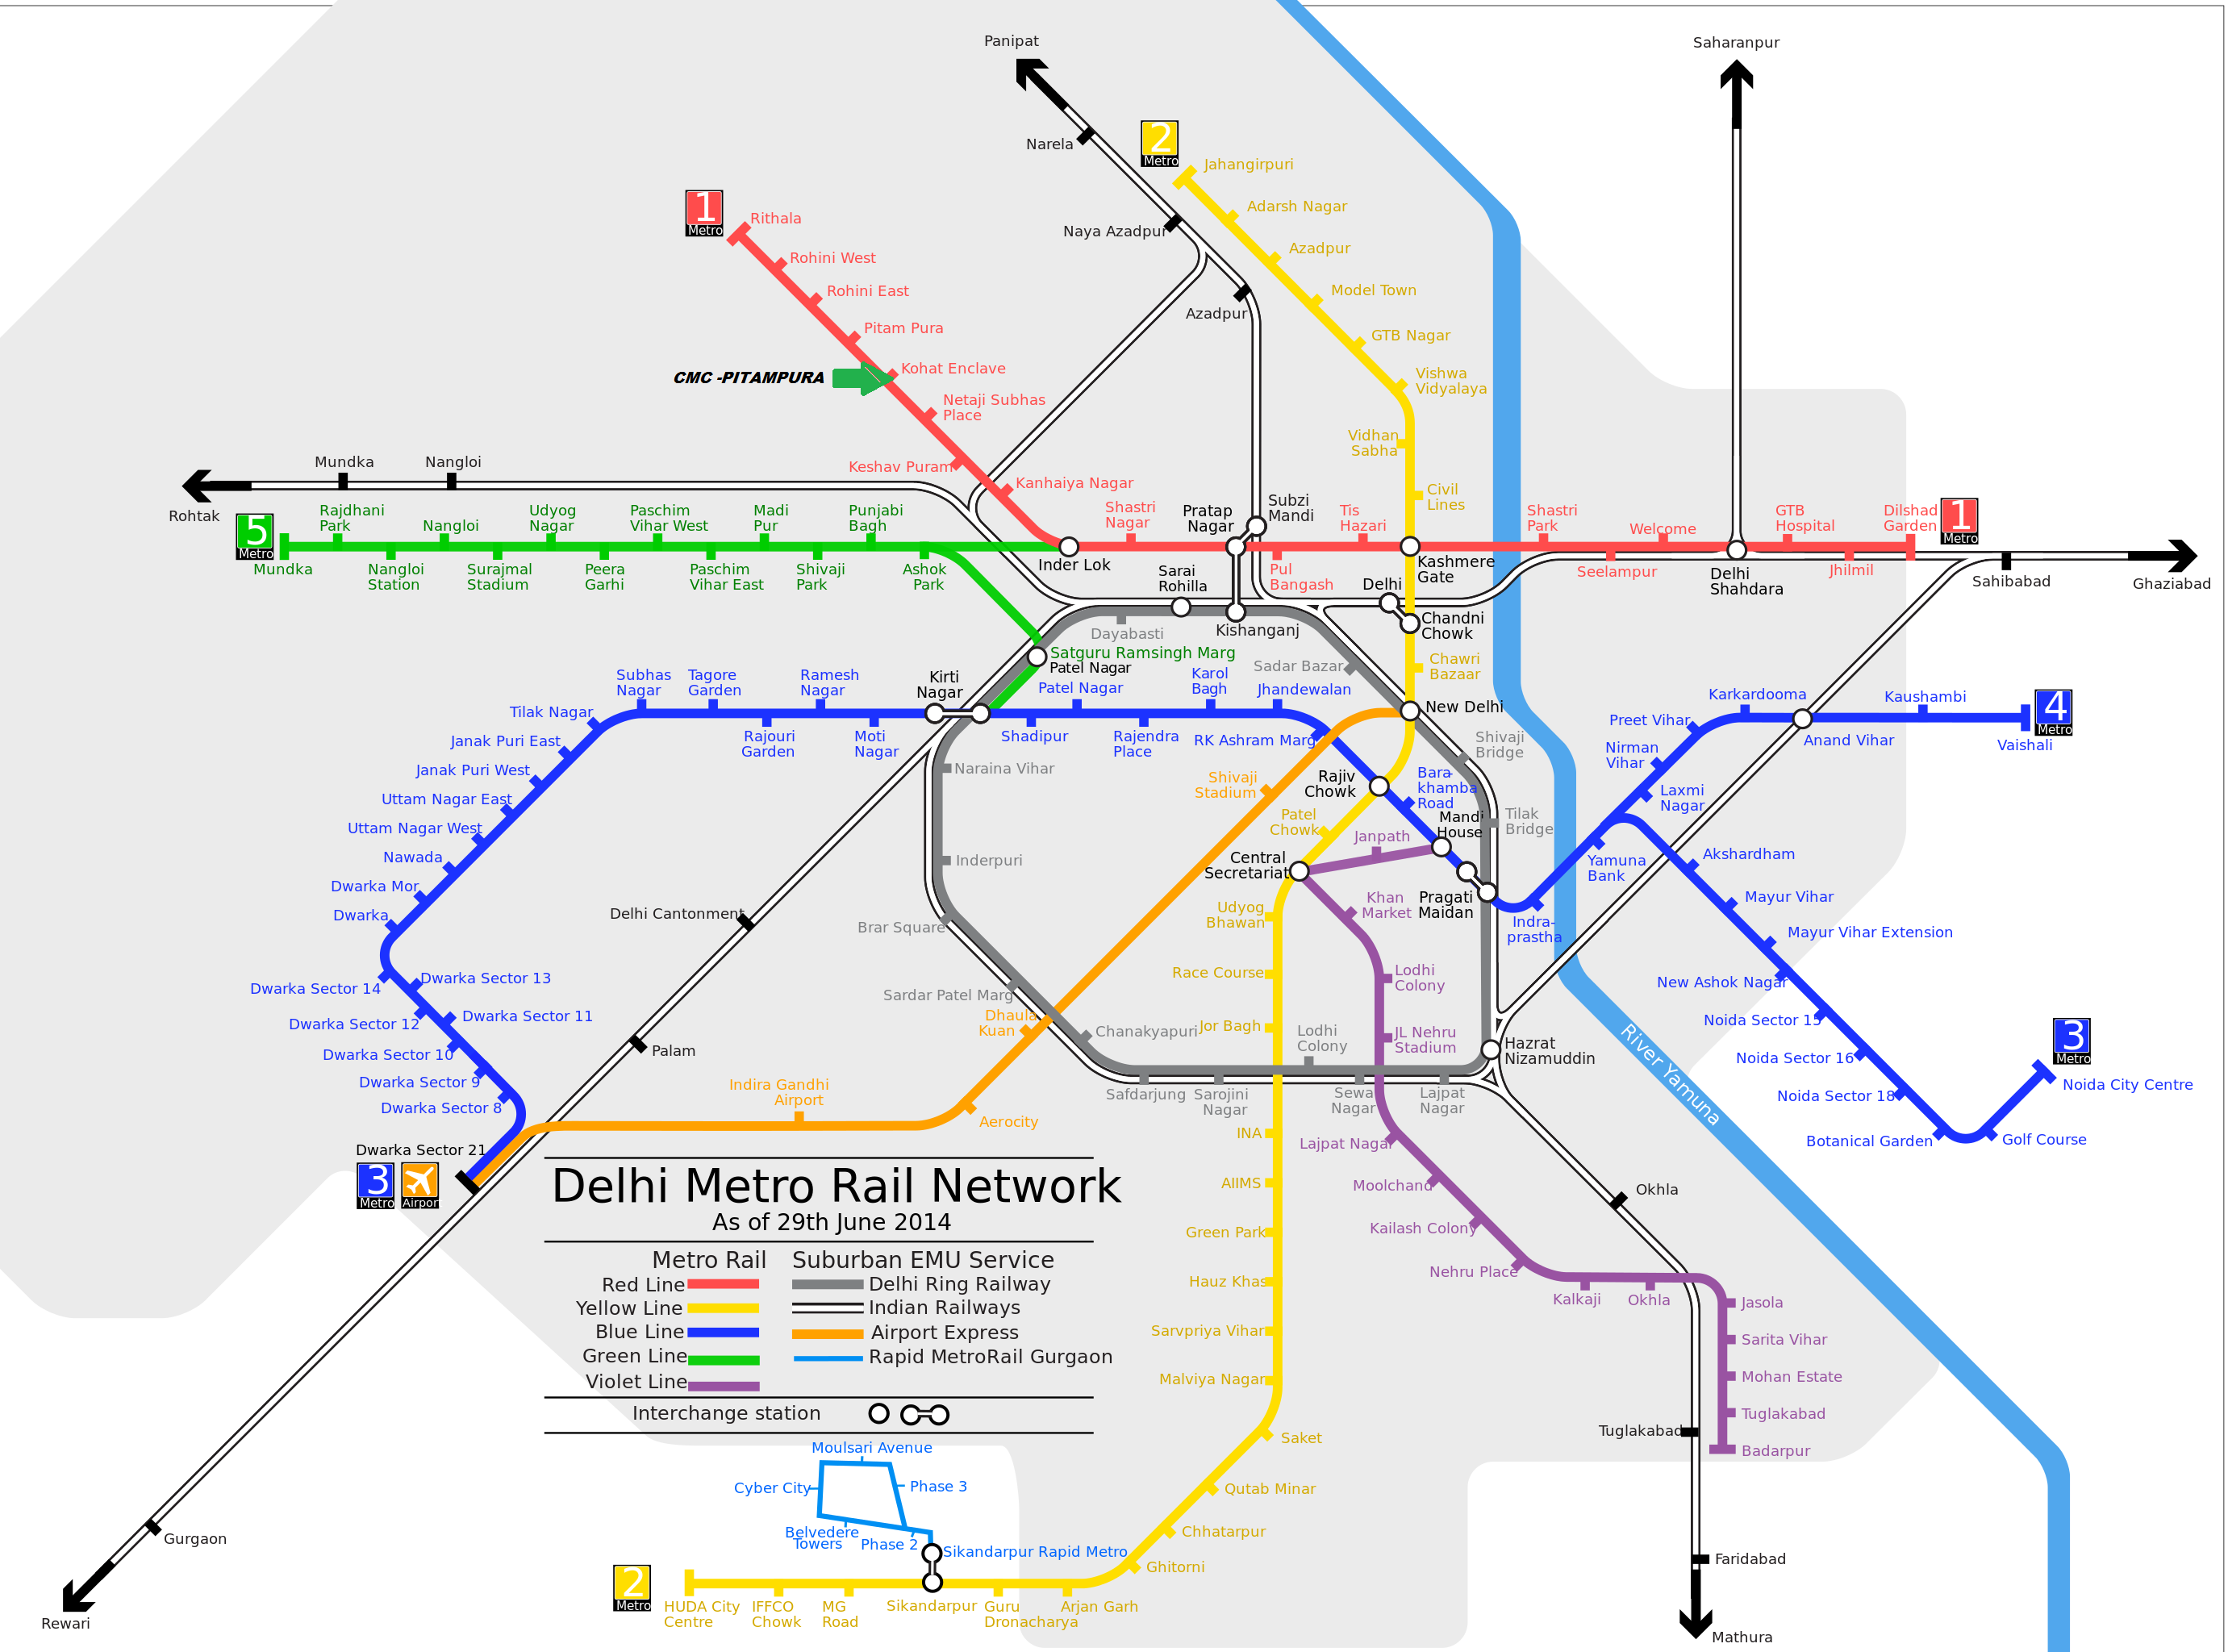 Panipat
Saharanpur
Narela
2
Metro
Jahangirpuri
Adarsh Nagar
Azadpur
Model Town
GTB Nagar
Vishwa
Vidyalaya
Vidhan
Sabha
Civil
Lines
Naya Azadpur
Azadpur
1
Metro
Rithala
Rohini West
Rohini East
Pitam Pura
CMC -PITAMPURA
Kohat Enclave
Netaji Subhas
Place
Keshav Puram
Kanhaiya Nagar
Mundka
Nangloi
Rohtak
5
Metro
Mundka
Rajdhani
Park
Nangloi
Station
Nangloi
Surajmal
Stadium
Udyog
Nagar
Peera
Garhi
Paschim
Vihar West
Paschim
Vihar East
Madi
Pur
Shivaji
Park
Punjabi
Bagh
Ashok
Park
Inder Lok
Shastri
Nagar
Pratap
Nagar
Subzi
Mandi
Pul
Bangash
Tis
Hazari
Kashmere
Gate
Shastri
Park
Seelampur
Welcome
Delhi
Shahdara
GTB
Hospital
Jhilmil
Dilshad
Garden
1
Metro
Sahibabad
Ghaziabad
Sarai
Rohilla
Kishanganj
Delhi
Chandni
Chowk
Dayabasti
Sadar Bazar
Chawri
Bazaar
Satguru Ramsingh Marg
Patel Nagar
Kirti
Nagar
Subhas
Nagar
Tagore
Garden
Rajouri
Garden
Ramesh
Nagar
Moti
Nagar
Shadipur
Patel Nagar
Rajendra
Place
Karol
Bagh
Jhandewalan
RK Ashram Marg
New Delhi
Shivaji
Bridge
Tilak
Bridge
Tilak Nagar
Janak Puri East
Janak Puri West
Uttam Nagar East
Uttam Nagar West
Nawada
Dwarka Mor
Dwarka
Dwarka Sector 14
Dwarka Sector 13
Dwarka Sector 12
Dwarka Sector 11
Dwarka Sector 10
Dwarka Sector 9
Dwarka Sector 8
Dwarka Sector 21
3
Metro
Airport
Naraina Vihar
Inderpuri
Brar Square
Sardar Patel Marg
Chanakyapuri
Safdarjung
Sarojini
Nagar
Lodhi
Colony
Sewa
Nagar
Lajpat
Nagar
Delhi Cantonment
Palam
Gurgaon
Rewari
Shivaji
Stadium
Dhaula
Kuan
Aerocity
Indira Gandhi
Airport
Rajiv
Chowk
Bara-
khamba
Road
Mandi
House
Pragati
Maidan
Indra-
prastha
Yamuna
Bank
Laxmi
Nagar
Nirman
Vihar
Preet Vihar
Karkardooma
Anand Vihar
Kaushambi
Vaishali
4
Metro
Akshardham
Mayur Vihar
Mayur Vihar Extension
New Ashok Nagar
Noida Sector 15
Noida Sector 16
Noida Sector 18
Botanical Garden
Golf Course
Noida City Centre
3
Metro
River Yamuna
Patel
Chowk
Central
Secretariat
Janpath
Khan
Market
Lodhi
Colony
JL Nehru
Stadium
Hazrat
Nizamuddin
Lajpat Nagar
Moolchand
Kailash Colony
Nehru Place
Kalkaji
Okhla
Jasola
Sarita Vihar
Mohan Estate
Tuglakabad
Badarpur
Okhla
Tuglakabad
Faridabad
Mathura
Udyog
Bhawan
Race Course
Jor Bagh
INA
AIIMS
Green Park
Hauz Khas
Sarvpriya Vihar
Malviya Nagar
Saket
Qutab Minar
Chhatarpur
Ghitorni
Arjan Garh
Guru
Dronacharya
Sikandarpur
MG
Road
IFFCO
Chowk
HUDA City
Centre
2
Metro
Delhi Metro Rail Network
As of 29th June 2014
Metro Rail
Suburban EMU Service
Red Line
Delhi Ring Railway
Yellow Line
Indian Railways
Blue Line
Airport Express
Green Line
Rapid MetroRail Gurgaon
Violet Line
Interchange station
Moulsari Avenue
Cyber City
Phase 3
Belvedere
Towers
Phase 2
Sikandarpur Rapid Metro